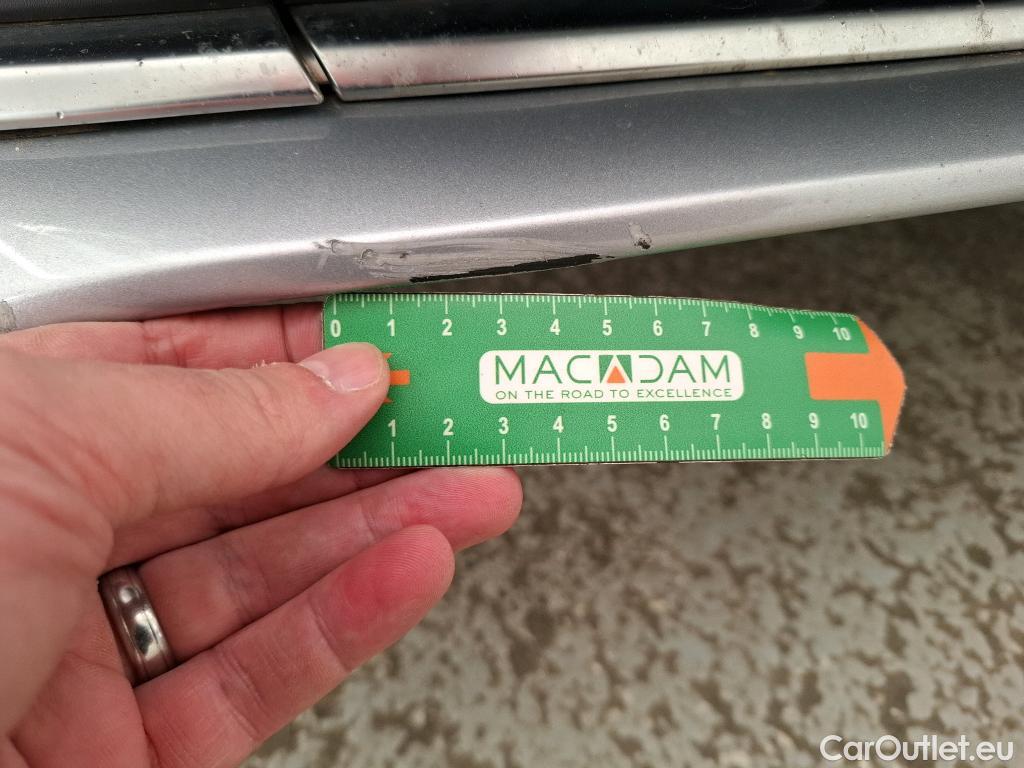 0 1 2 3 4 5 6 7 8 9 10
MACADAM
ON THE ROAD TO EXCELLENCE
1 2 3 4 5 6 7 8 9 10
CarOutlet.eu